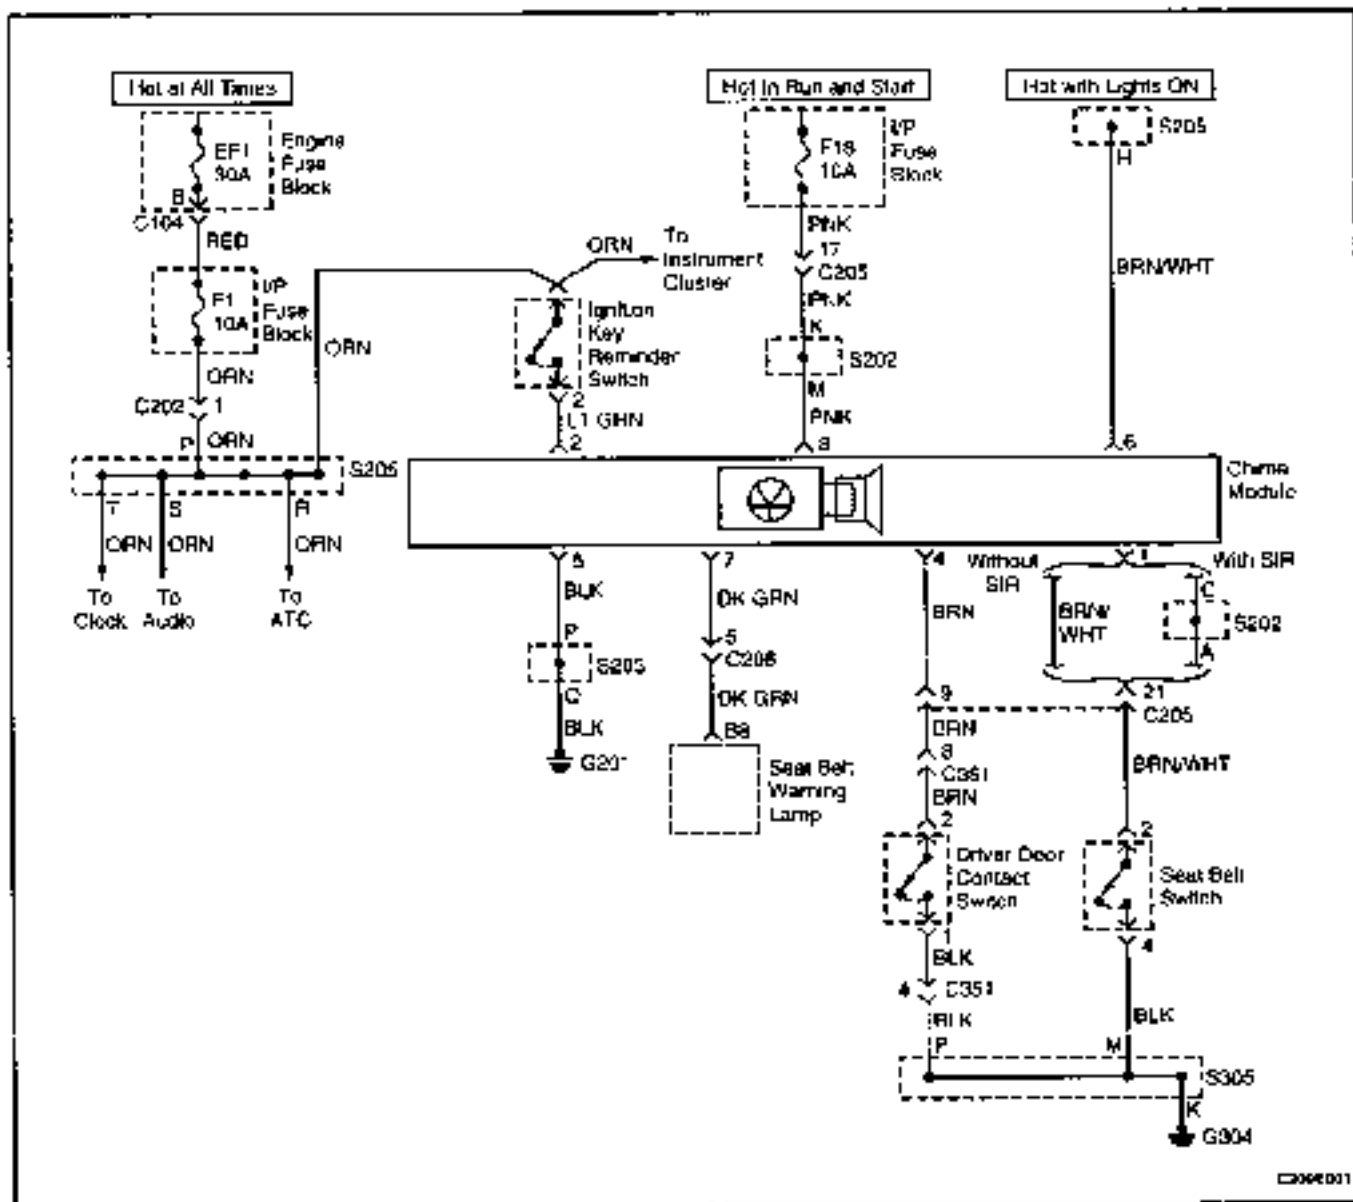 Hot at All Times
Hot in Run and Start
Hot with Lights ON
EF1
30A
Engine
Fuse
Block
B
C104
RED
F1
10A
I/P
Fuse
Block
ORN
C202
1
P
ORN
S205
T
S
R
ORN
ORN
ORN
To
Clock
To
Audio
To
ATC
ORN
ORN
To
Instrument
Cluster
Ignition
Key
Reminder
Switch
2
LT GRN
2
10A
I/P
Fuse
Block
PNK
17
C205
PNK
K
S202
M
PNK
S205
H
BRN/WHT
6
Chime
Module
5
BLK
P
S203
BLK
G201
7
DK GRN
5
C206
DK GRN
B8
Seat Belt
Warning
Lamp
4
BRN
9
BRN
8
C351
BRN
2
Driver Door
Contact
Switch
1
BLK
4
C351
BLK
P
Without
SIR
1
With SIR
BRN/
WHT
C
S202
A
21
C205
BRN/WHT
2
Seat Belt
Switch
4
BLK
M
S305
K
G304